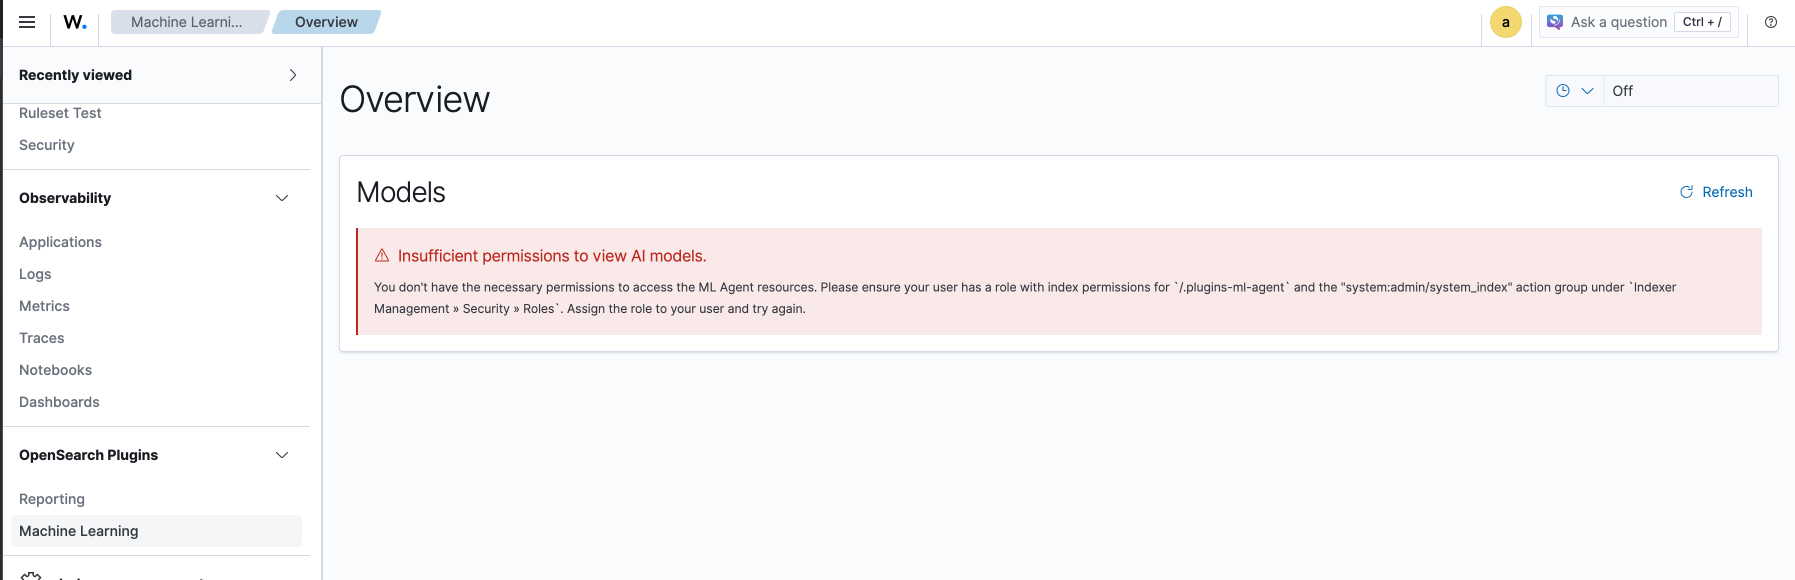 W.
Machine Learni...
Overview
a
Ask a question
Ctrl + /
Recently viewed
Ruleset Test
Security
Observability
Applications
Logs
Metrics
Traces
Notebooks
Dashboards
OpenSearch Plugins
Reporting
Machine Learning
Overview
Off
Models
Refresh
Insufficient permissions to view AI models.
You don't have the necessary permissions to access the ML Agent resources. Please ensure your user has a role with index permissions for `/.plugins-ml-agent` and the "system:admin/system_index" action group under `Indexer
Management » Security » Roles`. Assign the role to your user and try again.